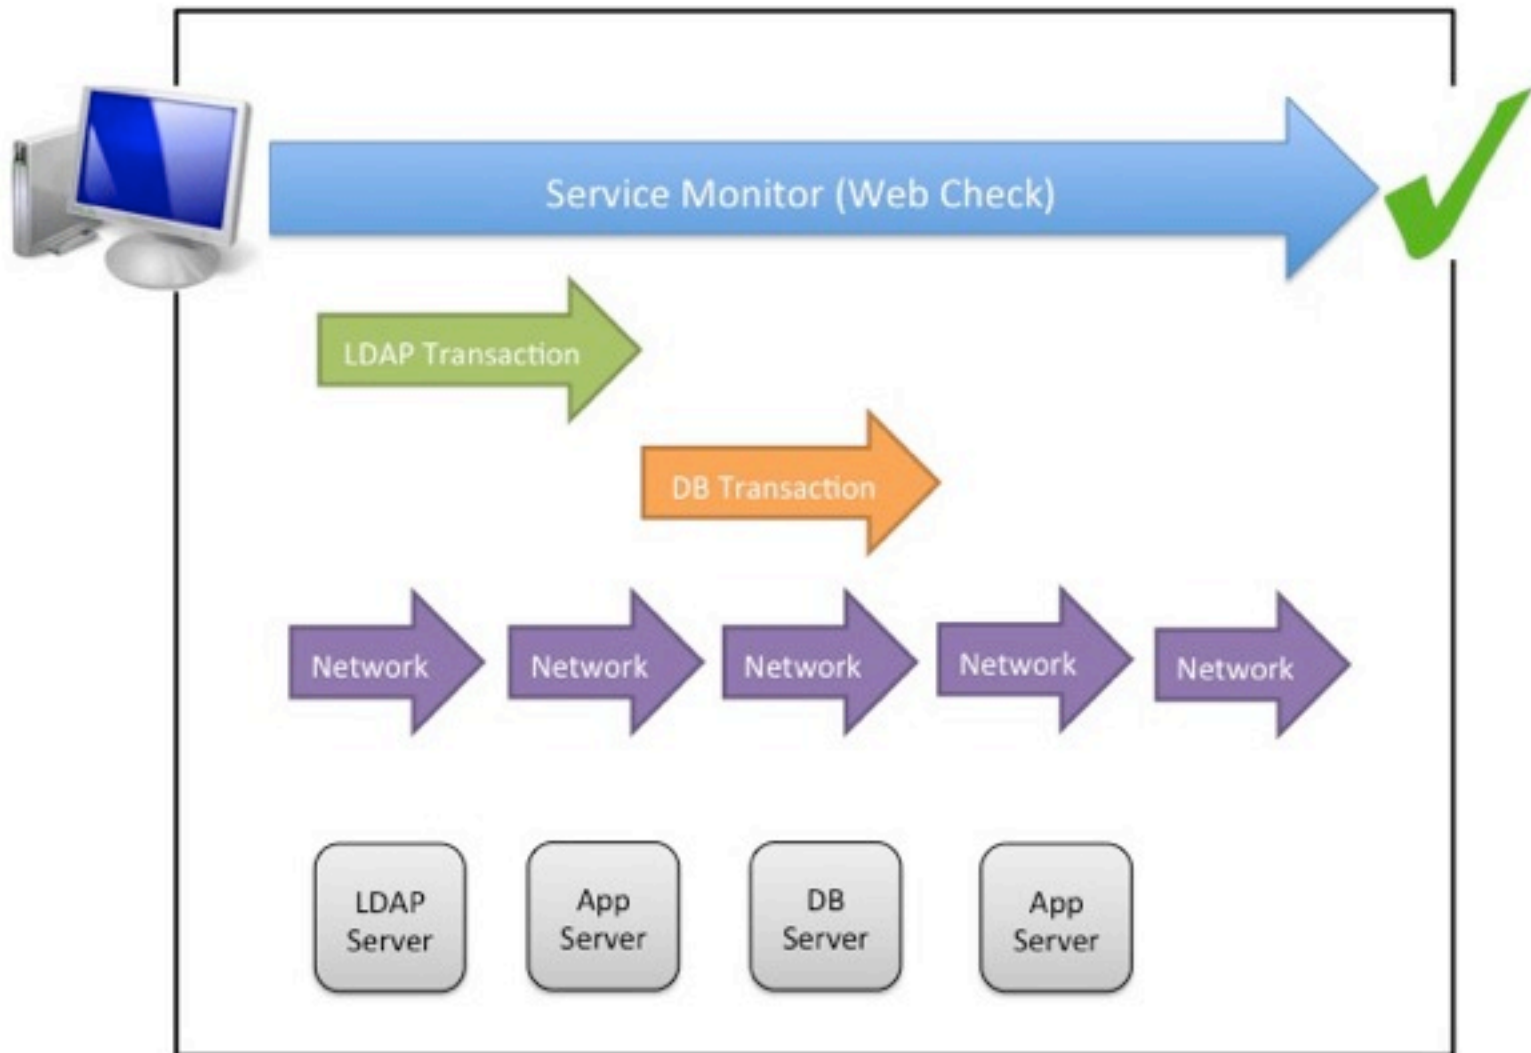 Service Monitor (Web Check)
LDAP Transaction
DB Transaction
Network
Network
Network
Network
Network
LDAP
Server
App
Server
DB
Server
App
Server